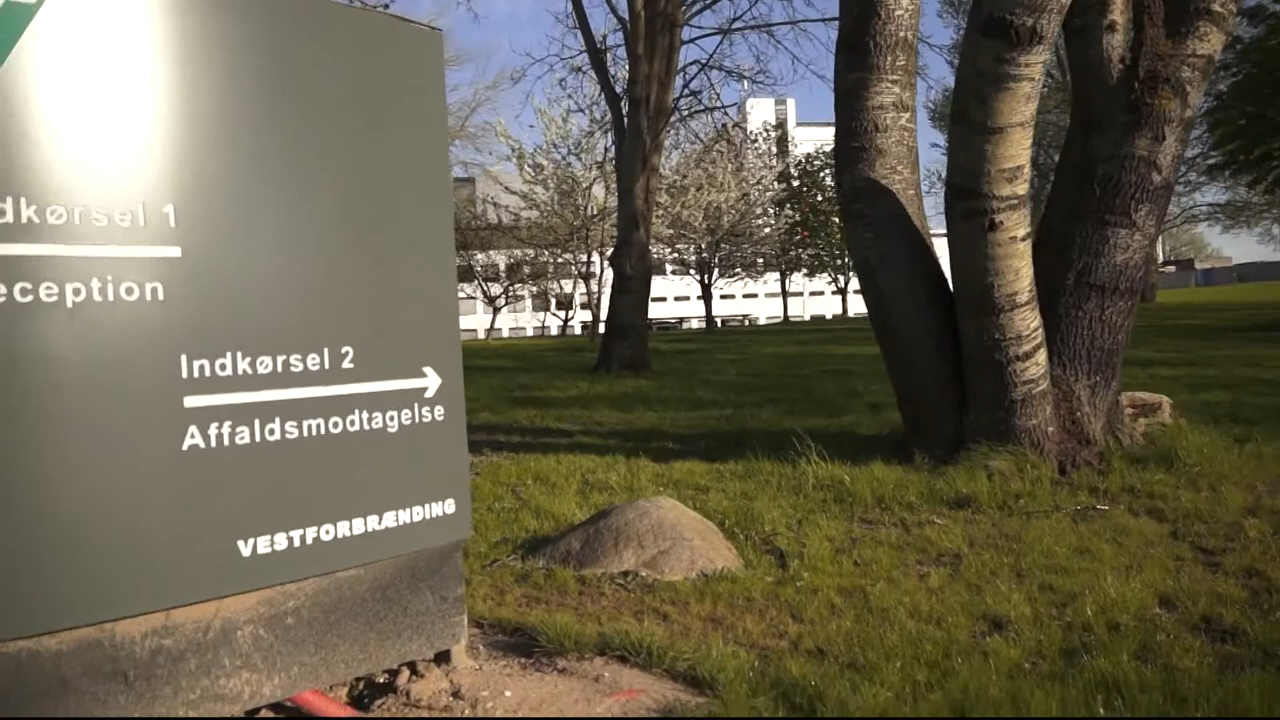 dkørsel 1
eception
Indkørsel 2
Affaldsmodtagelse
VESTFORBRÆNDING